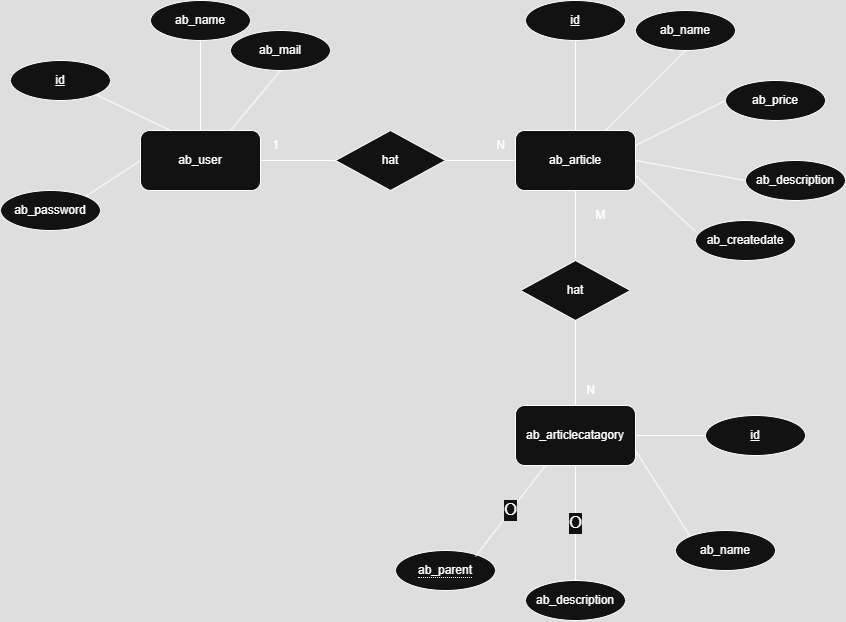 ab_name
id
ab_name
ab_mail
id
ab_price
1
N
ab_user
hat
ab_article
ab_description
ab_password
M
ab_createdate
hat
N
ab_articlecatagory
id
O
O
ab_name
ab_parent
ab_description